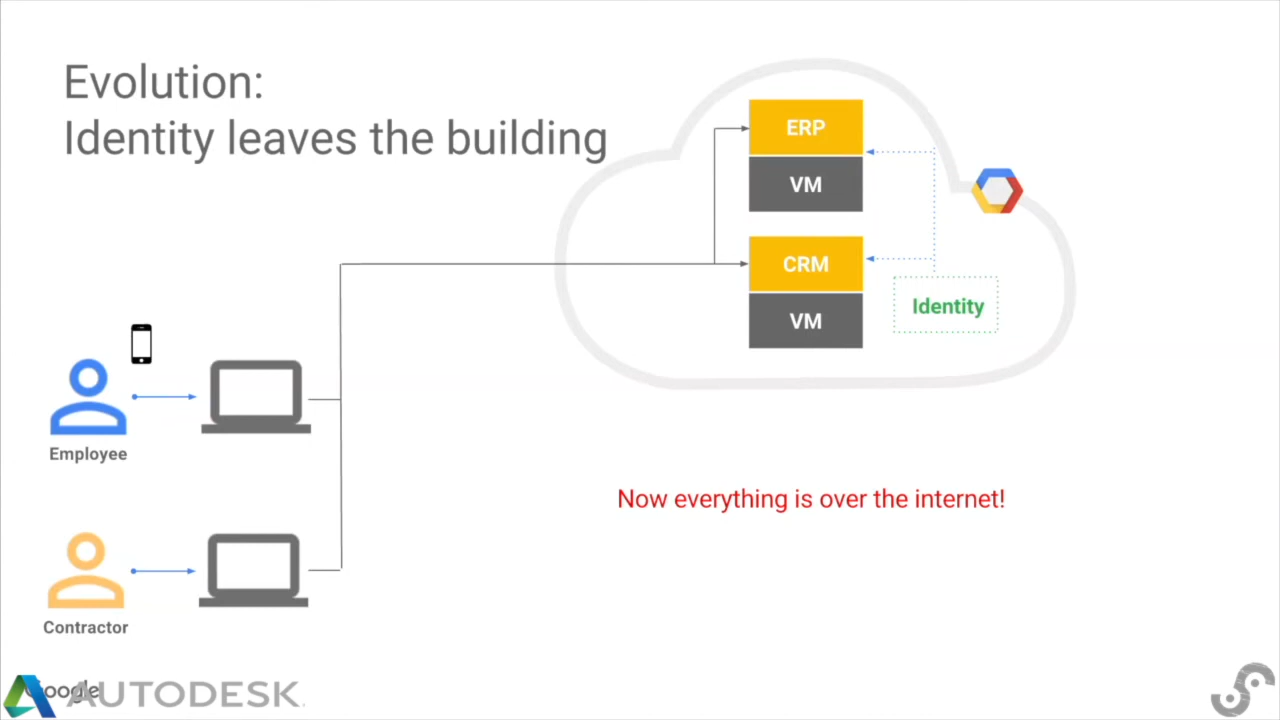 Evolution:
Identity leaves the building
ERP
VM
CRM
VM
Identity
Employee
Now everything is over the internet!
Contractor
Google
AUTODESK.